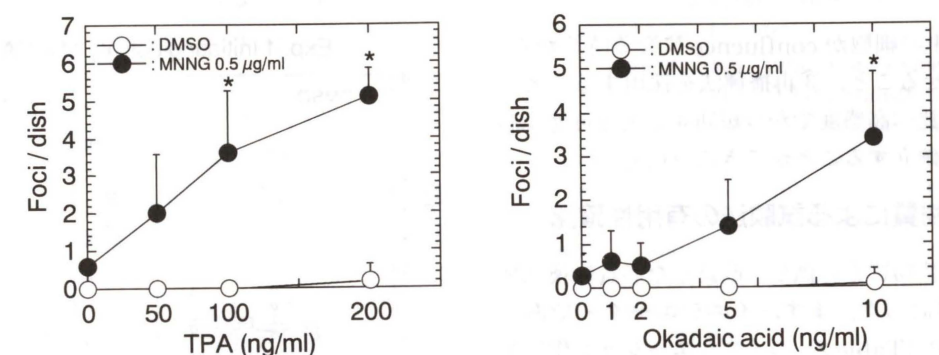 7
6
5
4
3
2
1
0
Foci / dish
: DMSO
: MNNG 0.5 µg/ml
*
*
0 50 100 200
TPA (ng/ml)
6
5
4
3
2
1
0
Foci / dish
: DMSO
: MNNG 0.5 µg/ml
*
0 1 2 5 10
Okadaic acid (ng/ml)